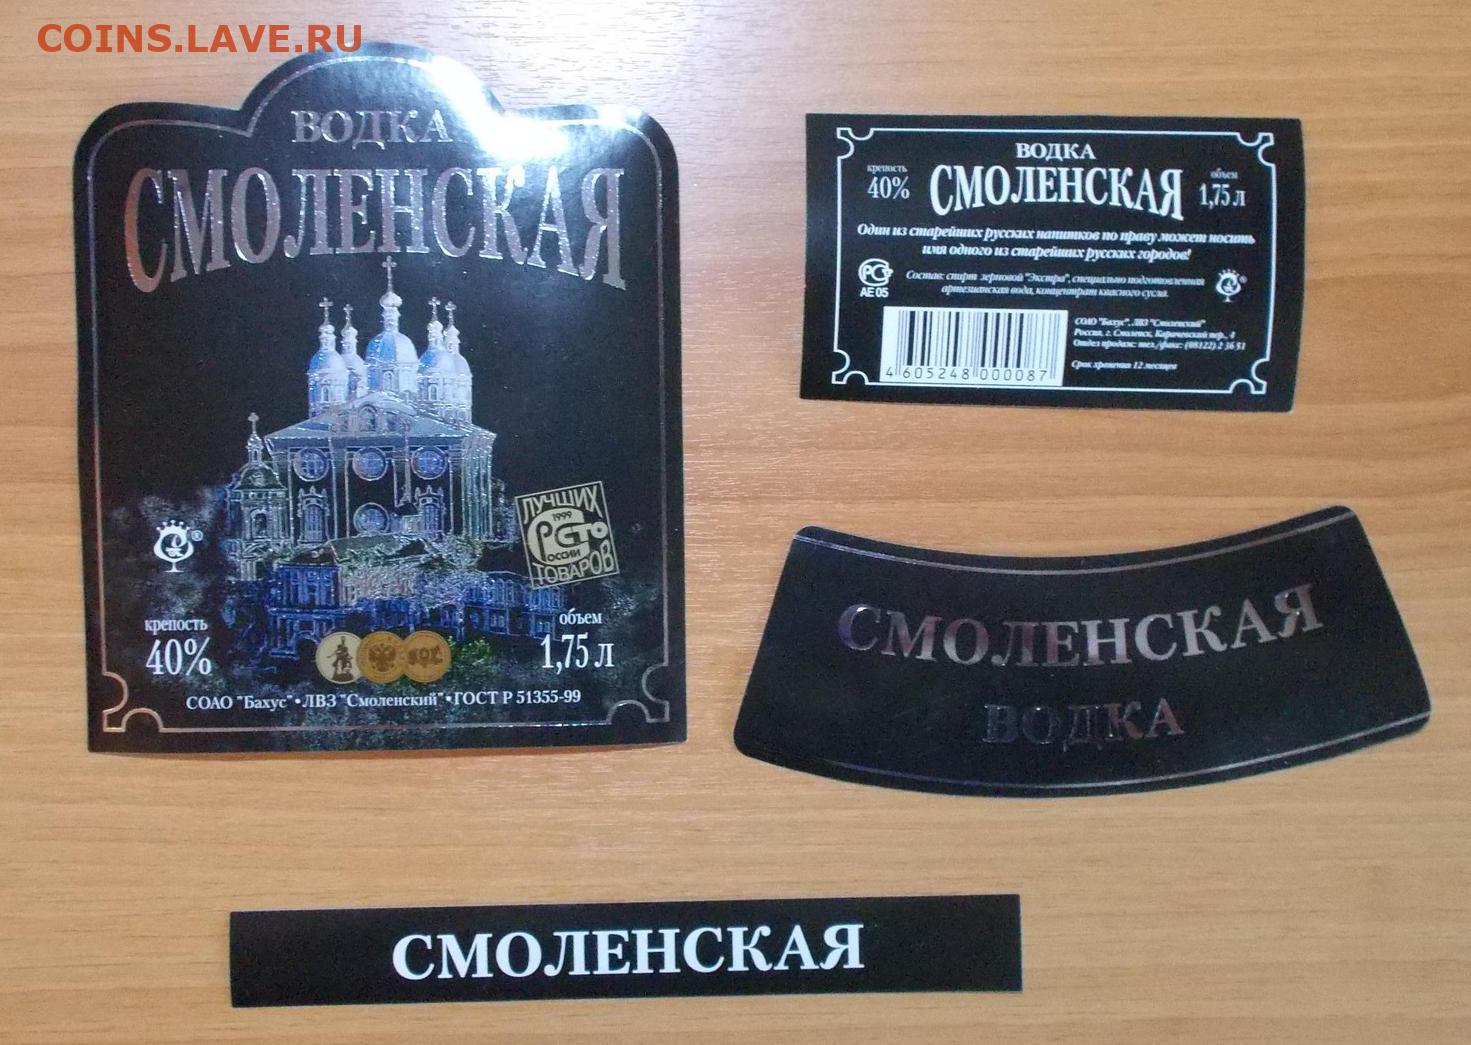 COINS.LAVE.RU
ВОДКА
СМОЛЕНСКАЯ
ЛУЧШИХ
1999
СТО
РОССИИ
ТОВАРОВ
®
крепость
40%
объем
1,75 л
СОАО "Бахус" • ЛВЗ "Смоленский" • ГОСТ Р 51355-99
ВОДКА
крепость
40%
СМОЛЕНСКАЯ
объем
1,75 л
Один из старейших русских напитков по праву может носить
имя одного из старейших русских городов!
РСТ
АЕ 05
Состав: спирт зерновой "Экстра", специально подготовленная
артезианская вода, концентрат квасного сусла.
®
СОАО "Бахус", ЛВЗ "Смоленский"
Россия, г. Смоленск, Карачевский пер., 4
Отдел продаж: тел./факс: (08122) 2 36 51
Срок хранения 12 месяцев
4 605248 000087
СМОЛЕНСКАЯ
ВОДКА
СМОЛЕНСКАЯ